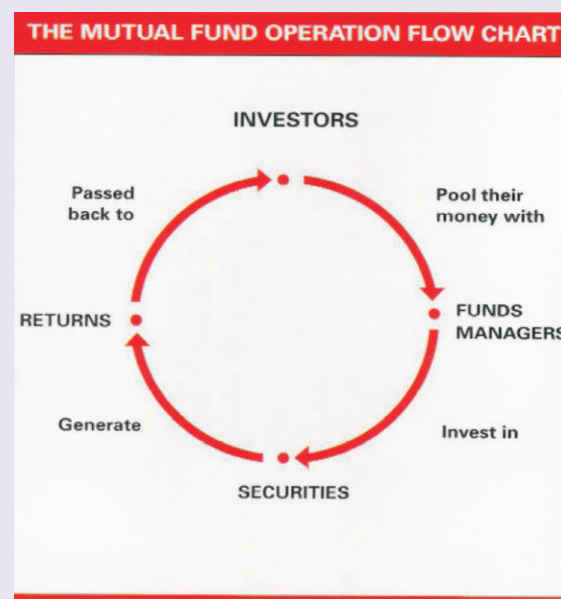 THE MUTUAL FUND OPERATION FLOW CHART
INVESTORS
Passed
back to
Pool their
money with
RETURNS
FUNDS
MANAGERS
Generate
Invest in
SECURITIES